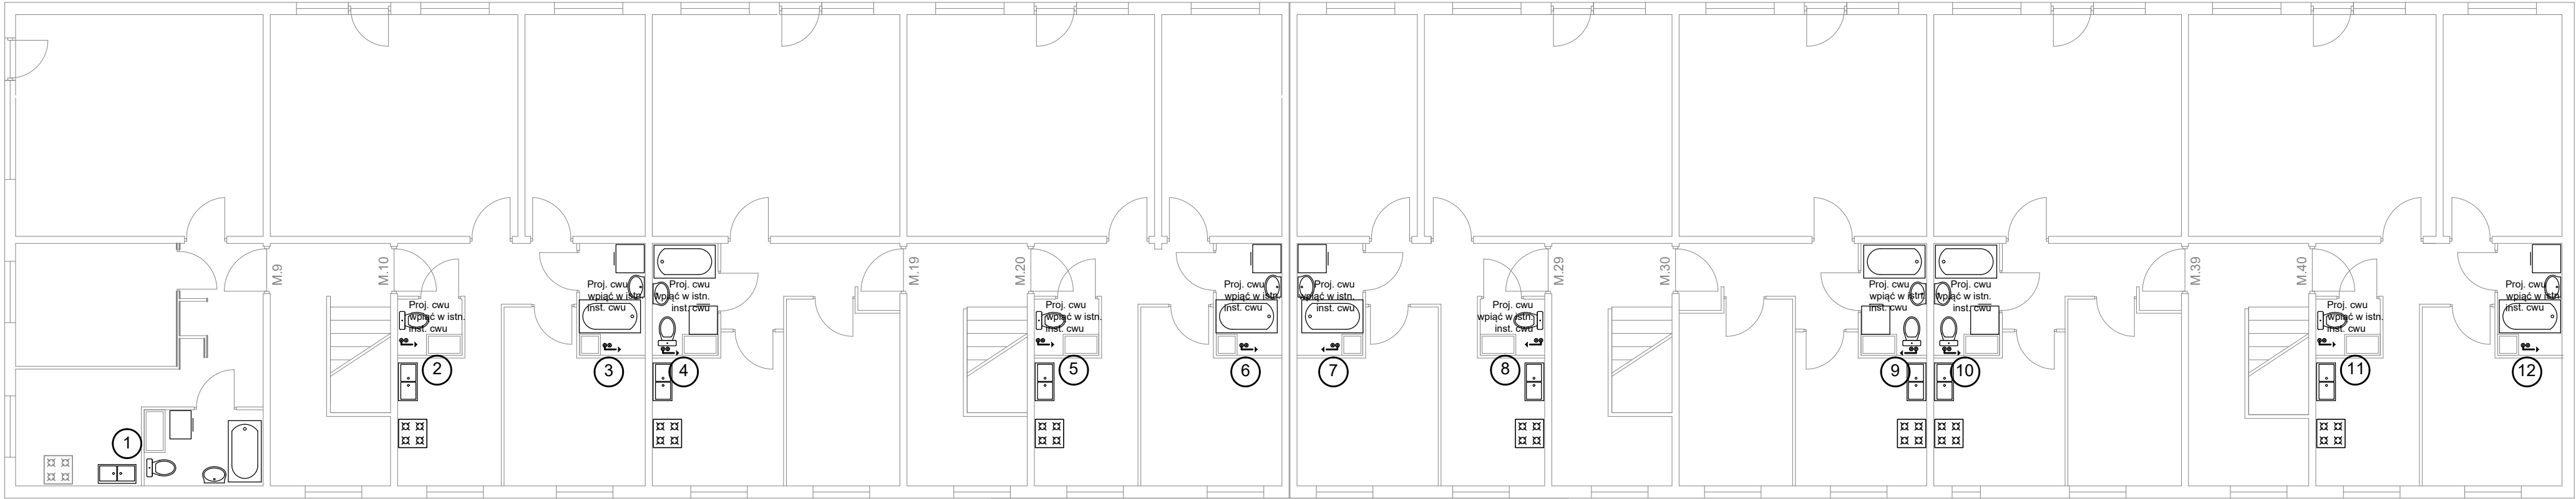 M.9
M.10
M.19
M.20
M.29
M.30
M.39
M.40
Proj. cwu
wpiąć w istn.
inst. cwu
Proj. cwu
wpiąć w istn.
inst. cwu
Proj. cwu
wpiąć w istn.
inst. cwu
Proj. cwu
wpiąć w istn.
inst. cwu
Proj. cwu
wpiąć w istn.
inst. cwu
Proj. cwu
wpiąć w istn.
inst. cwu
Proj. cwu
wpiąć w istn.
inst. cwu
Proj. cwu
wpiąć w istn.
inst. cwu
Proj. cwu
wpiąć w istn.
inst. cwu
Proj. cwu
wpiąć w istn.
inst. cwu
Proj. cwu
wpiąć w istn.
inst. cwu
1
2
3
4
5
6
7
8
9
10
11
12